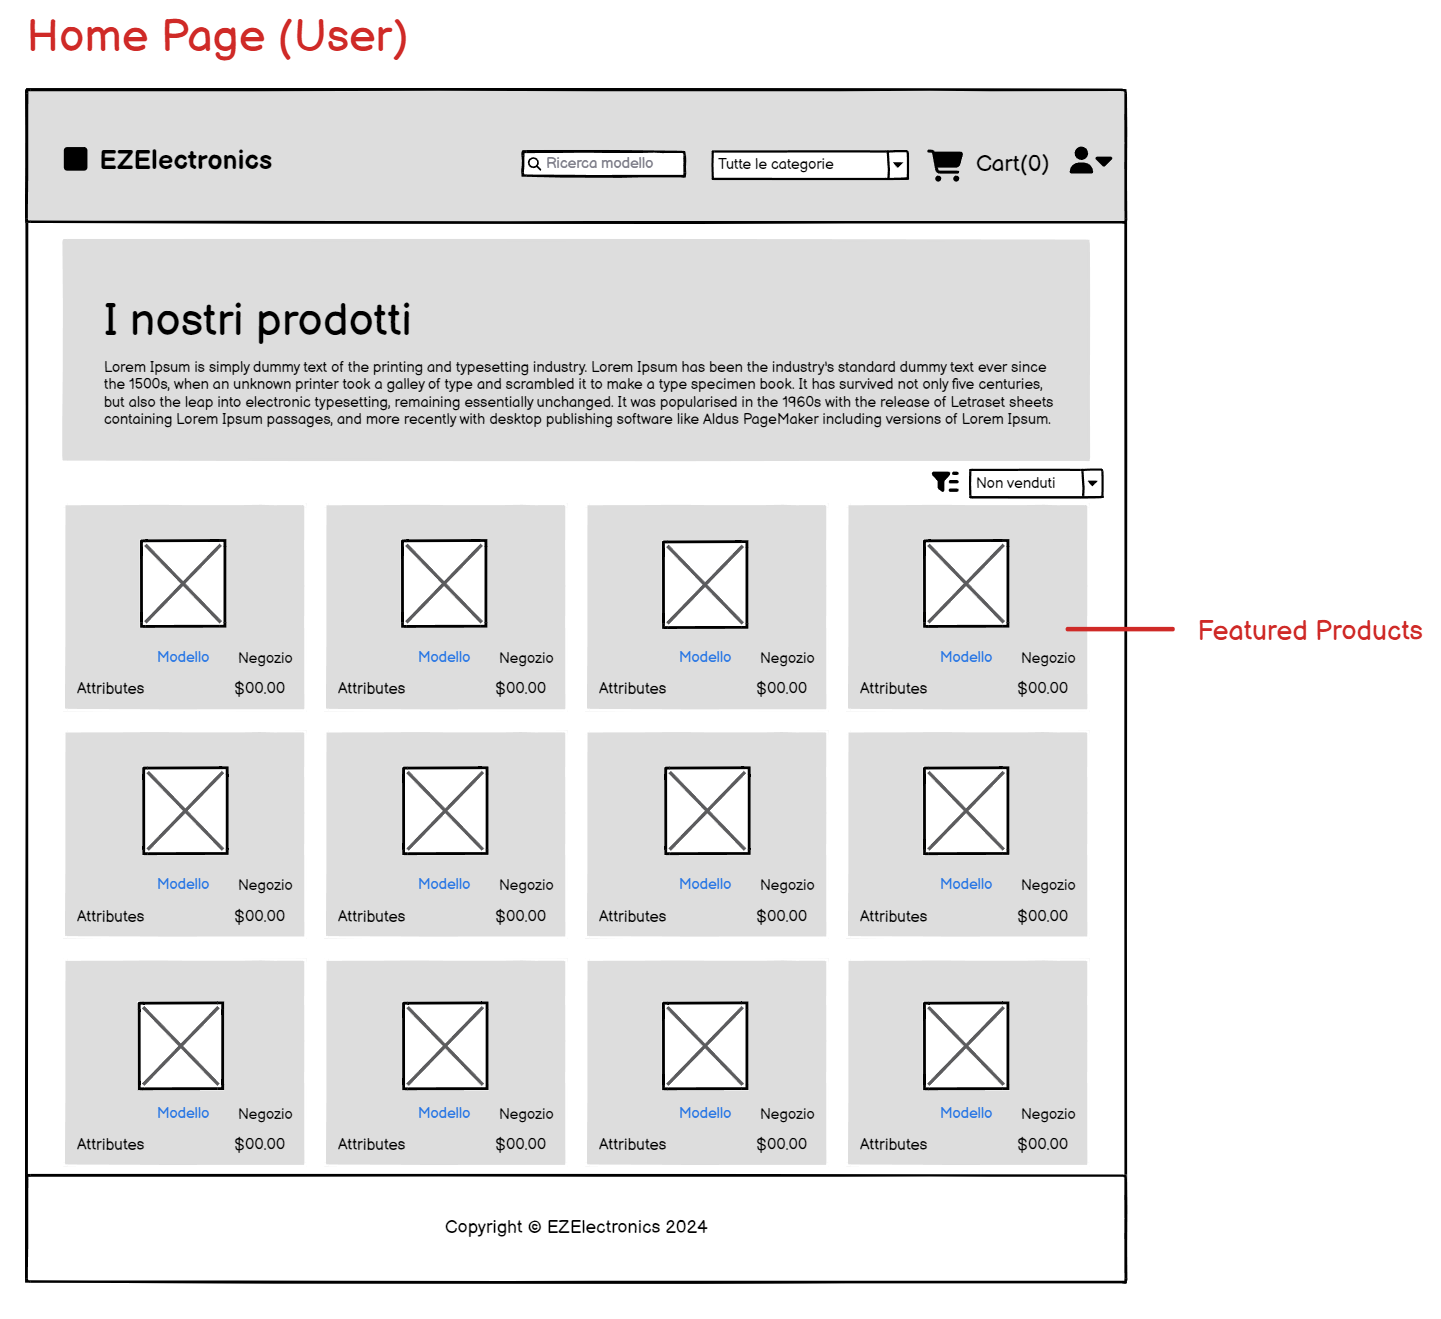 Home Page (User)
EZElectronics
Ricerca modello
Tutte le categorie
Cart(0)
I nostri prodotti
Lorem Ipsum is simply dummy text of the printing and typesetting industry. Lorem Ipsum has been the industry's standard dummy text ever since
the 1500s, when an unknown printer took a galley of type and scrambled it to make a type specimen book. It has survived not only five centuries,
but also the leap into electronic typesetting, remaining essentially unchanged. It was popularised in the 1960s with the release of Letraset sheets
containing Lorem Ipsum passages, and more recently with desktop publishing software like Aldus PageMaker including versions of Lorem Ipsum.
Non venduti
Modello Negozio
Attributes $00.00
Modello Negozio
Attributes $00.00
Modello Negozio
Attributes $00.00
Modello Negozio
Attributes $00.00
Featured Products
Modello Negozio
Attributes $00.00
Modello Negozio
Attributes $00.00
Modello Negozio
Attributes $00.00
Modello Negozio
Attributes $00.00
Modello Negozio
Attributes $00.00
Modello Negozio
Attributes $00.00
Modello Negozio
Attributes $00.00
Modello Negozio
Attributes $00.00
Copyright © EZElectronics 2024